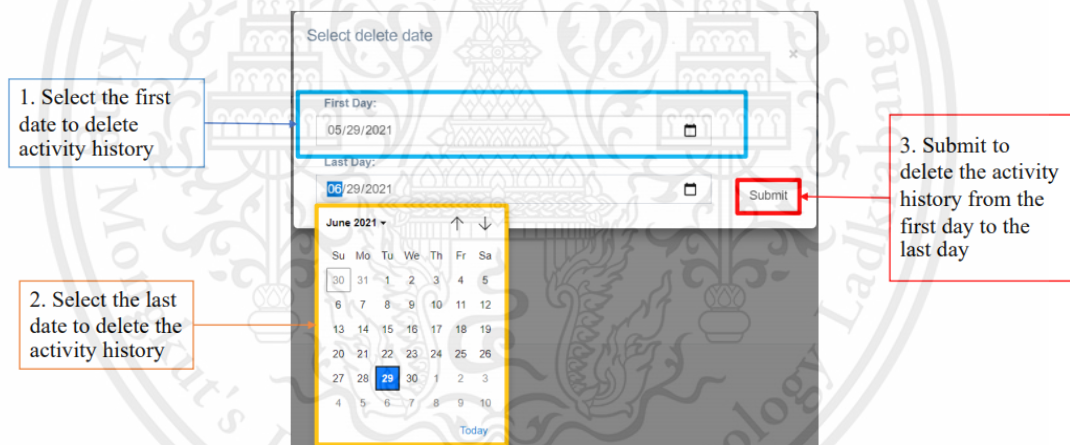 Select delete date
×
1. Select the first
date to delete
activity history
First Day:
05/29/2021
Last Day:
06/29/2021
Submit
3. Submit to
delete the activity
history from the
first day to the
last day
2. Select the last
date to delete the
activity history
June 2021
Su Mo Tu We Th Fr Sa
30 31 1 2 3 4 5
6 7 8 9 10 11 12
13 14 15 16 17 18 19
20 21 22 23 24 25 26
27 28 29 30 1 2 3
4 5 6 7 8 9 10
Today
Mongkut's
Ladkrabang